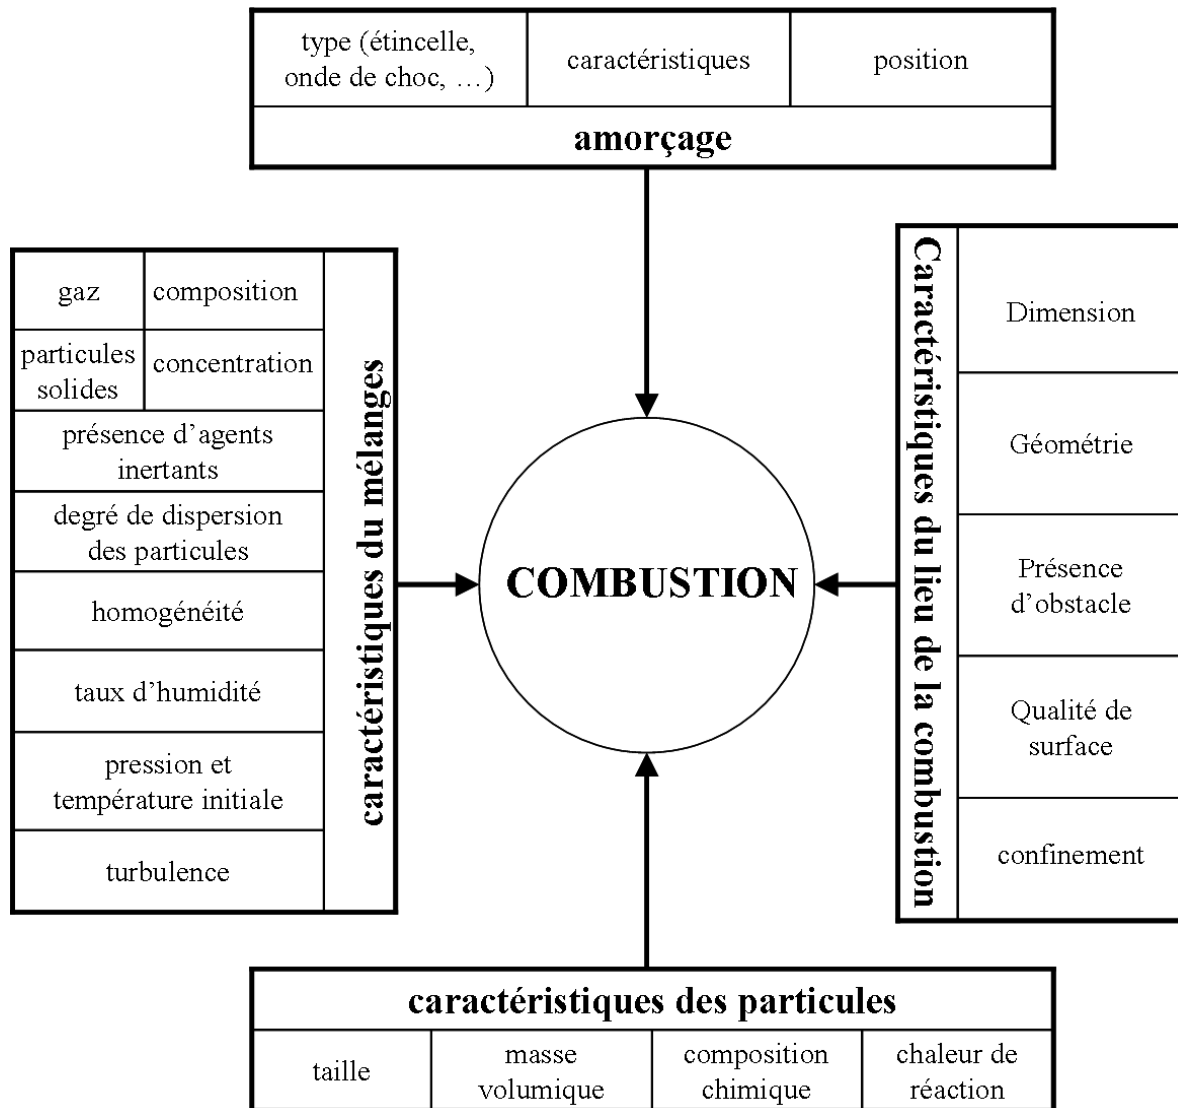 type (étincelle,
onde de choc, …)
caractéristiques
position
amorçage
gaz
composition
particules
solides
concentration
présence d'agents
inertants
degré de dispersion
des particules
homogénéité
taux d'humidité
pression et
température initiale
turbulence
caractéristiques du mélanges
COMBUSTION
Caractéristiques du lieu de la combustion
Dimension
Géométrie
Présence
d'obstacle
Qualité de
surface
confinement
caractéristiques des particules
taille
masse
volumique
composition
chimique
chaleur de
réaction